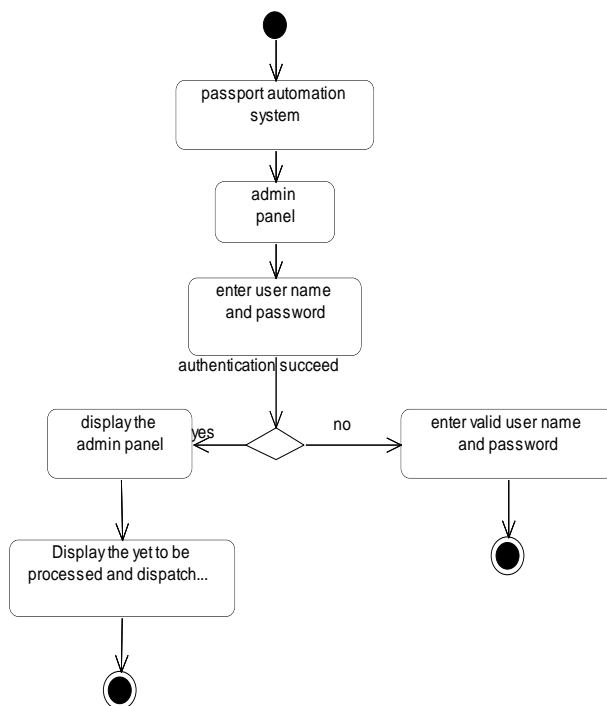 passport automation
system
admin
panel
enter user name
and password
authentication succeed
display the
admin panel
yes
no
enter valid user name
and password
Display the yet to be
processed and dispatch...